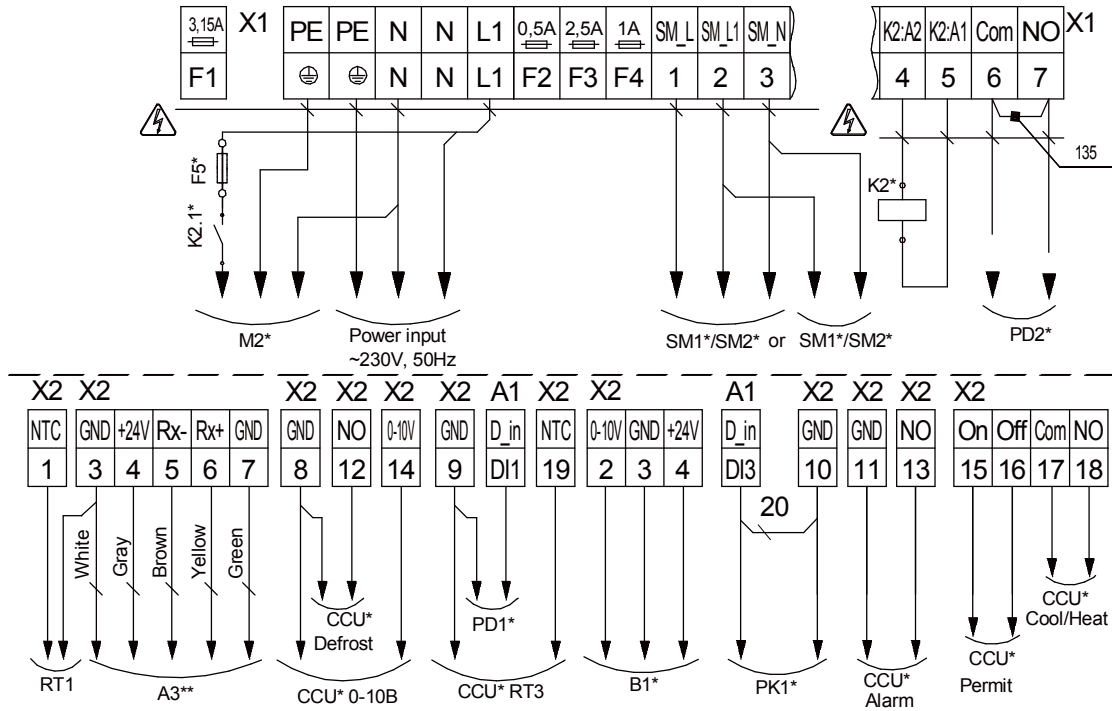 3,15A X1 PE PE N N L1 0,5A 2,5A 1A SM_L SM_L1 SM_N K2:A2 K2:A1 Com NO X1
F1 N N L1 F2 F3 F4 1 2 3 4 5 6 7
135
F5*
K2*
K2.1*
M2* Power input SM1*/SM2* or SM1*/SM2* PD2*
~230V, 50Hz
X2 X2 X2 X2 X2 X2 A1 X2 X2 A1 X2 X2 X2 X2
NTC GND +24V Rx- Rx+ GND GND NO 0-10V GND D_in NTC 0-10V GND +24V D_in GND GND NO On Off Com NO
1 3 4 5 6 7 8 12 14 9 DI1 19 2 3 4 DI3 10 11 13 15 16 17 18
20
White Gray Brown Yellow Green
CCU* PD1* CCU*
Defrost Cool/Heat
RT1 A3** CCU* 0-10B CCU* RT3 B1* PK1* CCU* CCU*
Alarm Permit